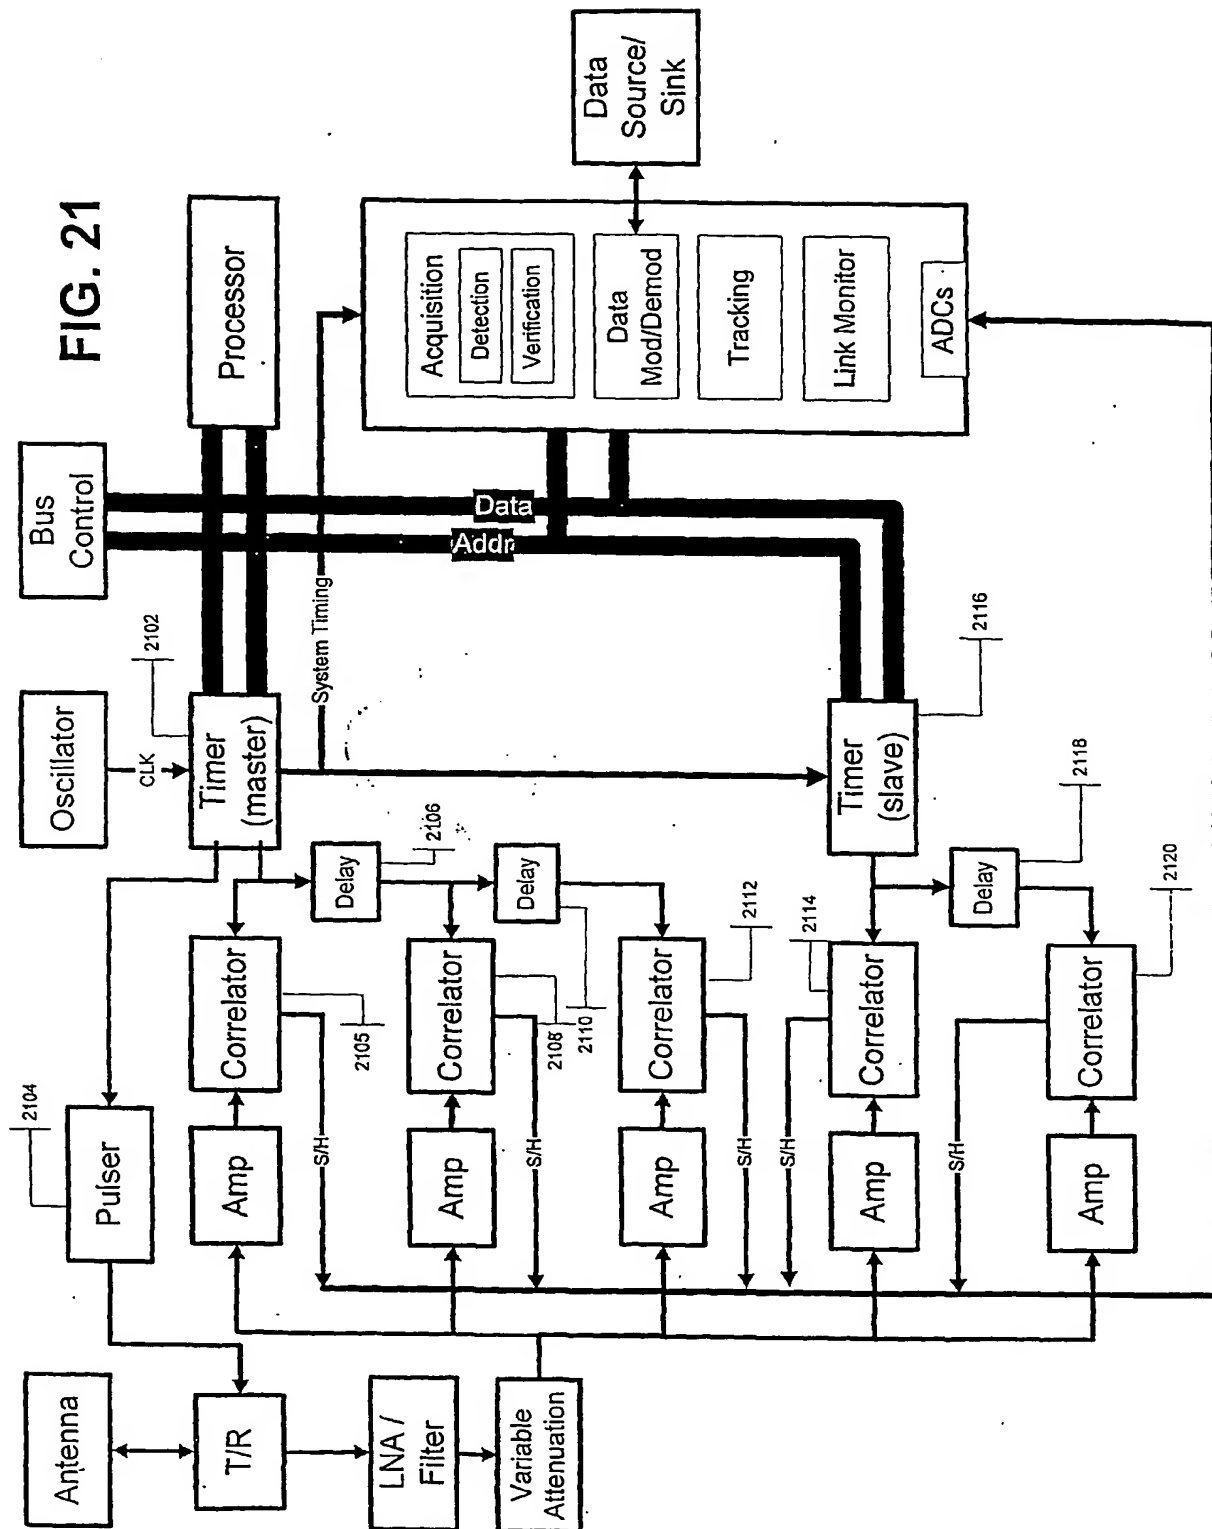 FIG. 21
Antenna
T/R
LNA /
Filter
Variable
Attenuation
2104
Pulser
Amp
Amp
Amp
Amp
Amp
S/H
S/H
S/H
S/H
S/H
Correlator
Correlator
Correlator
Correlator
Correlator
2105
2108
2110
2112
2114
2120
Delay
2106
Delay
Delay
2118
Oscillator
CLK
2102
Timer
(master)
Timer
(slave)
2116
System Timing
Bus
Control
Addr
Data
Processor
Acquisition
Detection
Verification
Data
Mod/Demod
Tracking
Link Monitor
ADCs
Data
Source/
Sink